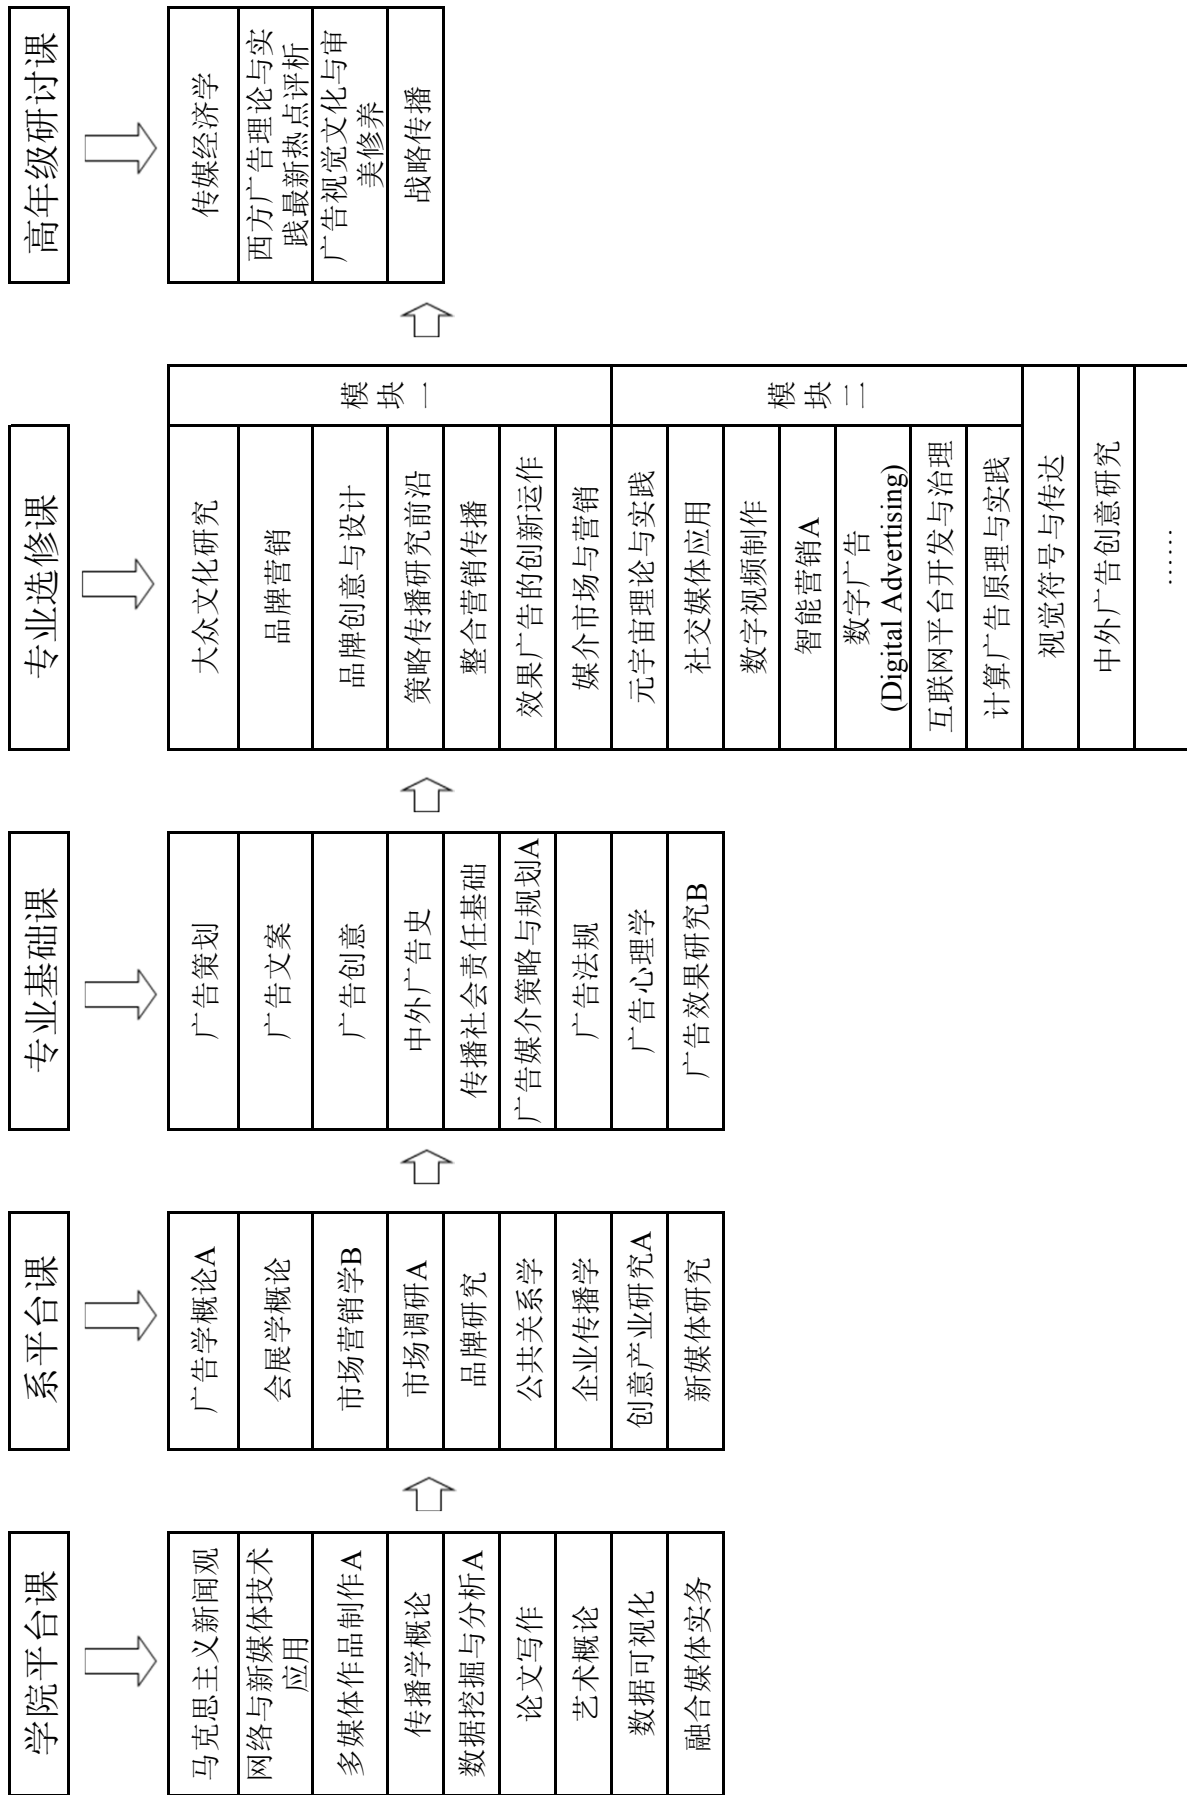 学院平台课
马克思主义新闻观
网络与新媒体技术
应用
多媒体作品制作A
传播学概论
数据挖掘与分析A
论文写作
艺术概论
数据可视化
融合媒体实务
系平台课
广告学概论A
会展学概论
市场营销学B
市场调研A
品牌研究
公共关系学
企业传播学
创意产业研究A
新媒体研究
专业基础课
广告策划
广告文案
广告创意
中外广告史
传播社会责任基础
广告媒介策略与规划A
广告法规
广告心理学
广告效果研究B
专业选修课
大众文化研究
品牌营销
品牌创意与设计
策略传播研究前沿
整合营销传播
效果广告的创新运作
媒介市场与营销
模
块
一
元宇宙理论与实践
社交媒体应用
数字视频制作
智能营销A
数字广告
(Digital Advertising)
互联网平台开发与治理
计算广告原理与实践
模
块
二
视觉符号与传达
中外广告创意研究
……
高年级研讨课
传媒经济学
西方广告理论与实
践最新热点评析
广告视觉文化与审
美修养
战略传播